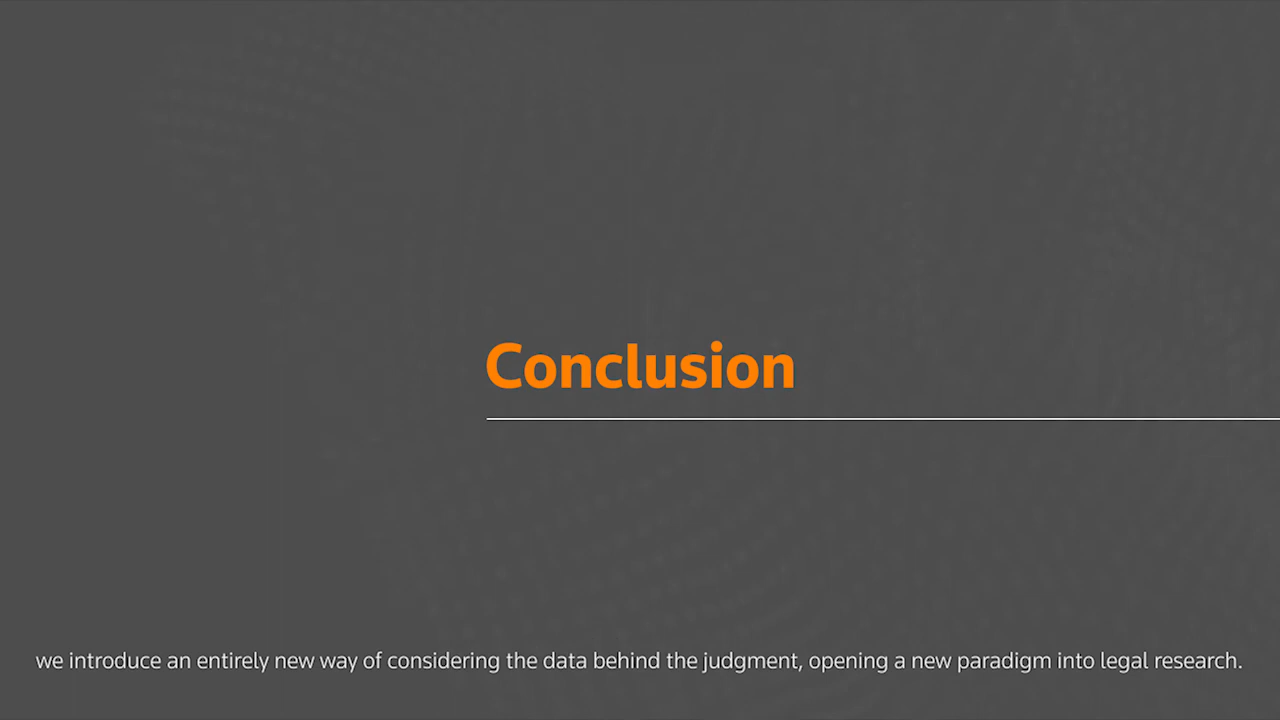 Conclusion
we introduce an entirely new way of considering the data behind the judgment, opening a new paradigm into legal research.